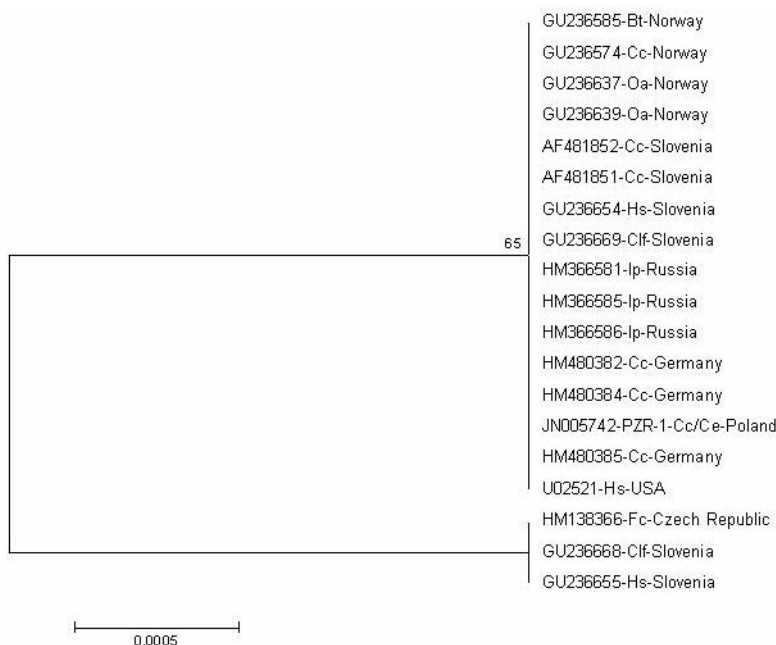 GU236585-Bt-Norway
GU236574-Cc-Norway
GU236637-Oa-Norway
GU236639-Oa-Norway
AF481852-Cc-Slovenia
AF481851-Cc-Slovenia
GU236654-Hs-Slovenia
65
GU236669-Clf-Slovenia
HM366581-Ip-Russia
HM366585-Ip-Russia
HM366586-Ip-Russia
HM480382-Cc-Germany
HM480384-Cc-Germany
JN005742-PZR-1-Cc/Ce-Poland
HM480385-Cc-Germany
U02521-Hs-USA
HM138366-Fc-Czech Republic
GU236668-Clf-Slovenia
GU236655-Hs-Slovenia
0.0005